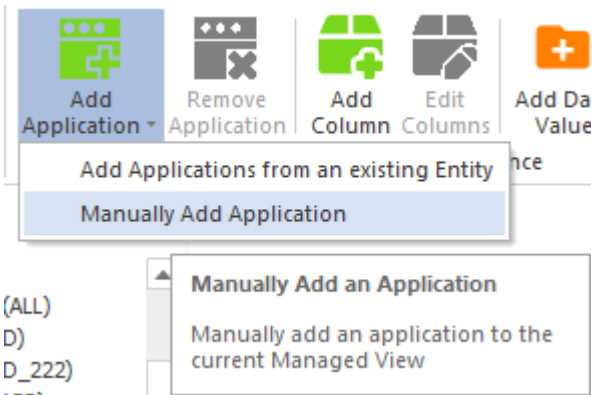 Add Application
Remove Application
Add Column
Edit Columns
Add Da
Value
nce
Add Applications from an existing Entity
Manually Add Application
Manually Add an Application
Manually add an application to the
current Managed View
(ALL)
D)
D_222)